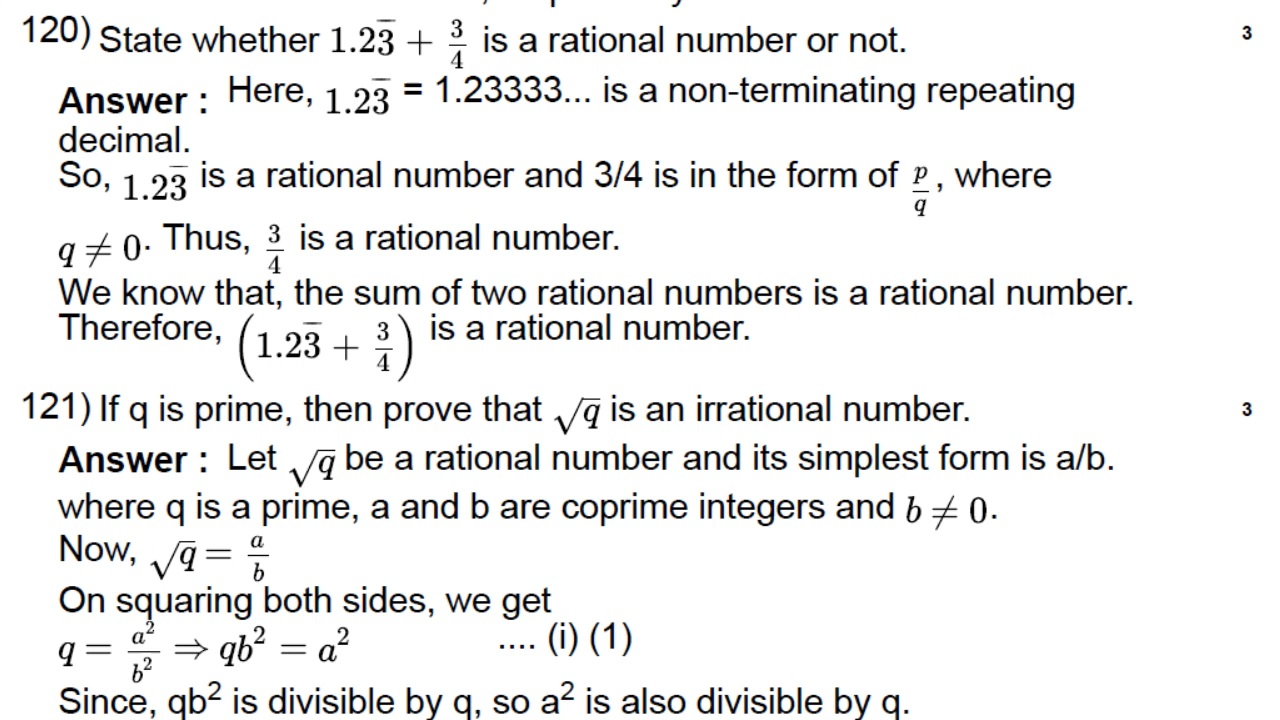 120) State whether 1.23̅ + 3/4 is a rational number or not. 3
Answer : Here, 1.23̅ = 1.23333... is a non-terminating repeating
decimal.
So, 1.23̅ is a rational number and 3/4 is in the form of p/q, where
q ≠ 0. Thus, 3/4 is a rational number.
We know that, the sum of two rational numbers is a rational number.
Therefore, (1.23̅ + 3/4) is a rational number.
121) If q is prime, then prove that √q is an irrational number. 3
Answer : Let √q be a rational number and its simplest form is a/b.
where q is a prime, a and b are coprime integers and b ≠ 0.
Now, √q = a/b
On squaring both sides, we get
q = a²/b² ⇒ qb² = a² .... (i) (1)
Since, qb² is divisible by q, so a² is also divisible by q.